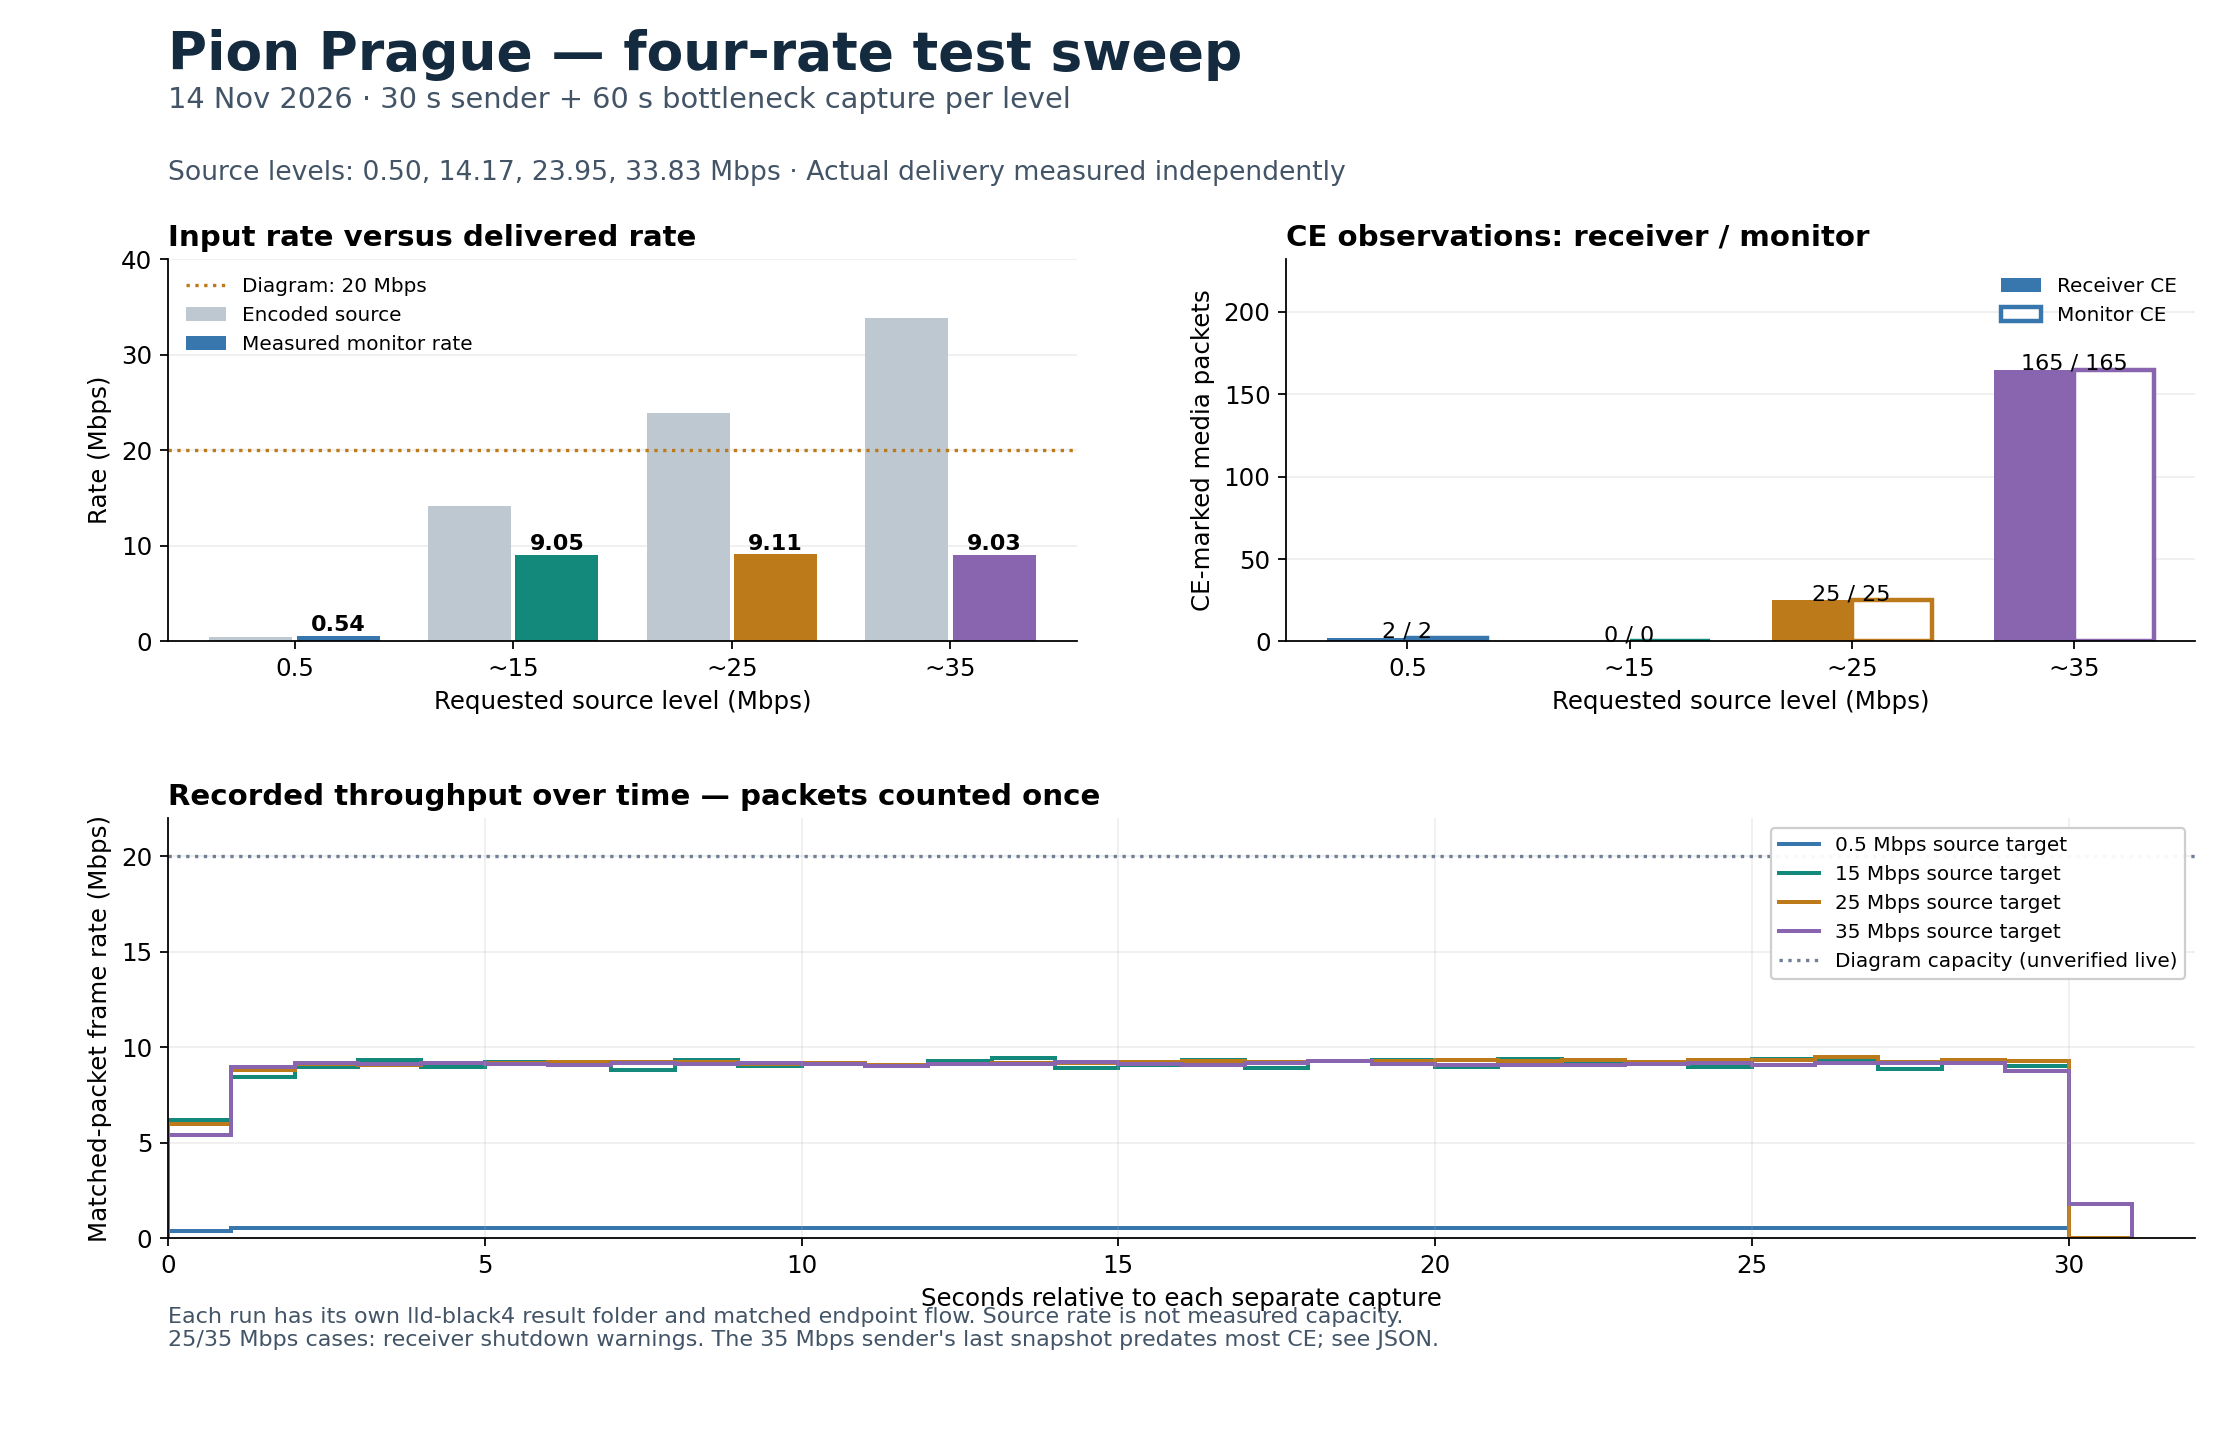 Pion Prague — four-rate test sweep
14 Nov 2026 · 30 s sender + 60 s bottleneck capture per level
Source levels: 0.50, 14.17, 23.95, 33.83 Mbps · Actual delivery measured independently
Input rate versus delivered rate
Rate (Mbps)
40
30
20
10
0
Diagram: 20 Mbps
Encoded source
Measured monitor rate
0.54
9.05
9.11
9.03
0.5
~15
~25
~35
Requested source level (Mbps)
CE observations: receiver / monitor
CE-marked media packets
200
150
100
50
0
Receiver CE
Monitor CE
2 / 2
0 / 0
25 / 25
165 / 165
0.5
~15
~25
~35
Requested source level (Mbps)
Recorded throughput over time — packets counted once
Matched-packet frame rate (Mbps)
20
15
10
5
0
0.5 Mbps source target
15 Mbps source target
25 Mbps source target
35 Mbps source target
Diagram capacity (unverified live)
0
5
10
15
20
25
30
Seconds relative to each separate capture
Each run has its own lld-black4 result folder and matched endpoint flow. Source rate is not measured capacity.
25/35 Mbps cases: receiver shutdown warnings. The 35 Mbps sender's last snapshot predates most CE; see JSON.